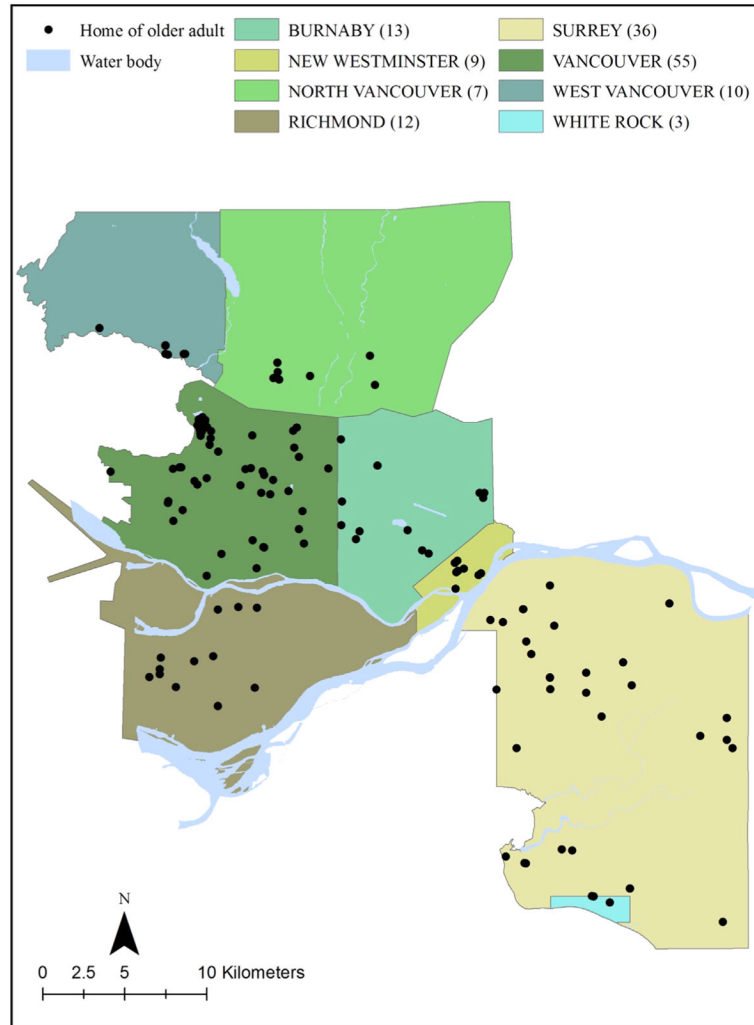 Home of older adult
Water body
BURNABY (13)
NEW WESTMINSTER (9)
NORTH VANCOUVER (7)
RICHMOND (12)
SURREY (36)
VANCOUVER (55)
WEST VANCOUVER (10)
WHITE ROCK (3)
N
0 2.5 5 10 Kilometers